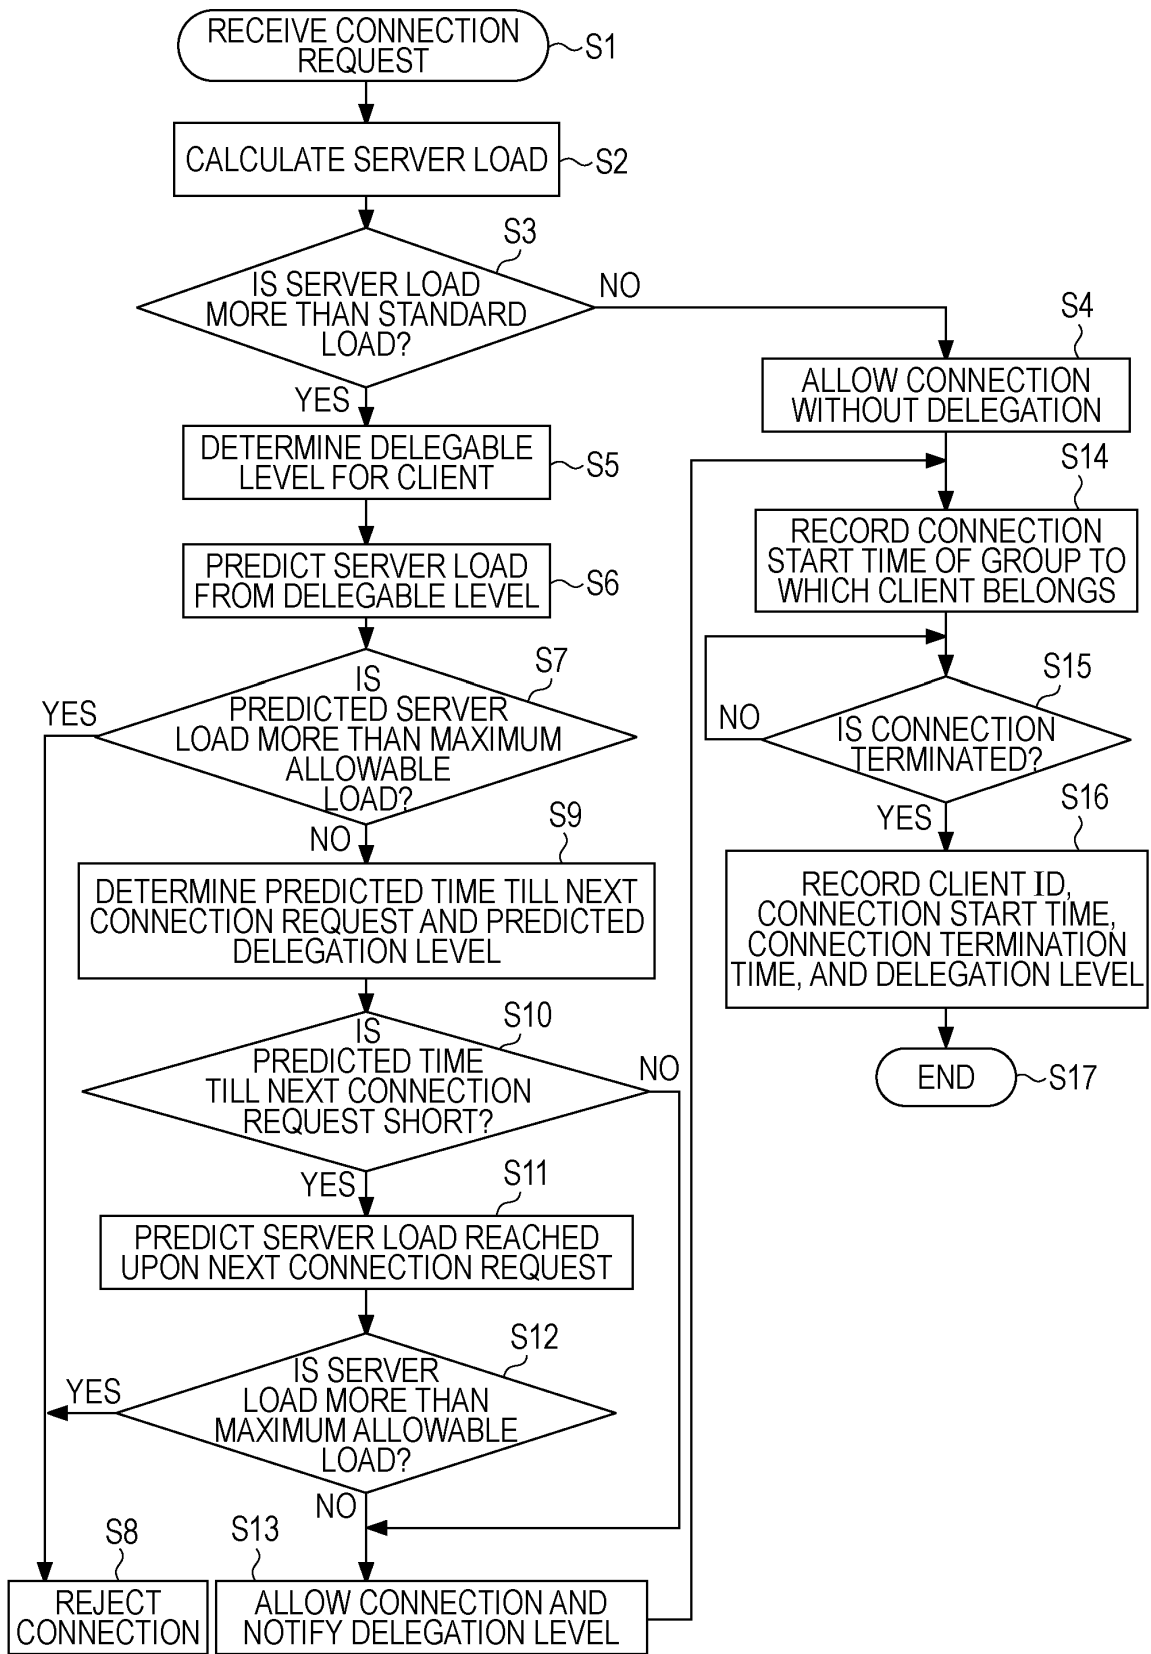 RECEIVE CONNECTION
REQUEST
S1
CALCULATE SERVER LOAD
S2
S3
IS SERVER LOAD
MORE THAN STANDARD
LOAD?
NO
YES
S4
ALLOW CONNECTION
WITHOUT DELEGATION
DETERMINE DELEGABLE
LEVEL FOR CLIENT
S5
PREDICT SERVER LOAD
FROM DELEGABLE LEVEL
S6
S7
IS
PREDICTED SERVER
LOAD MORE THAN MAXIMUM
ALLOWABLE
LOAD?
YES
NO
S9
DETERMINE PREDICTED TIME TILL NEXT
CONNECTION REQUEST AND PREDICTED
DELEGATION LEVEL
S10
IS
PREDICTED TIME
TILL NEXT CONNECTION
REQUEST SHORT?
NO
YES
S11
PREDICT SERVER LOAD REACHED
UPON NEXT CONNECTION REQUEST
S12
IS SERVER
LOAD MORE THAN
MAXIMUM ALLOWABLE
LOAD?
YES
NO
S8
REJECT
CONNECTION
S13
ALLOW CONNECTION AND
NOTIFY DELEGATION LEVEL
S14
RECORD CONNECTION
START TIME OF GROUP TO
WHICH CLIENT BELONGS
S15
IS CONNECTION
TERMINATED?
NO
YES
S16
RECORD CLIENT ID,
CONNECTION START TIME,
CONNECTION TERMINATION
TIME, AND DELEGATION LEVEL
END
S17